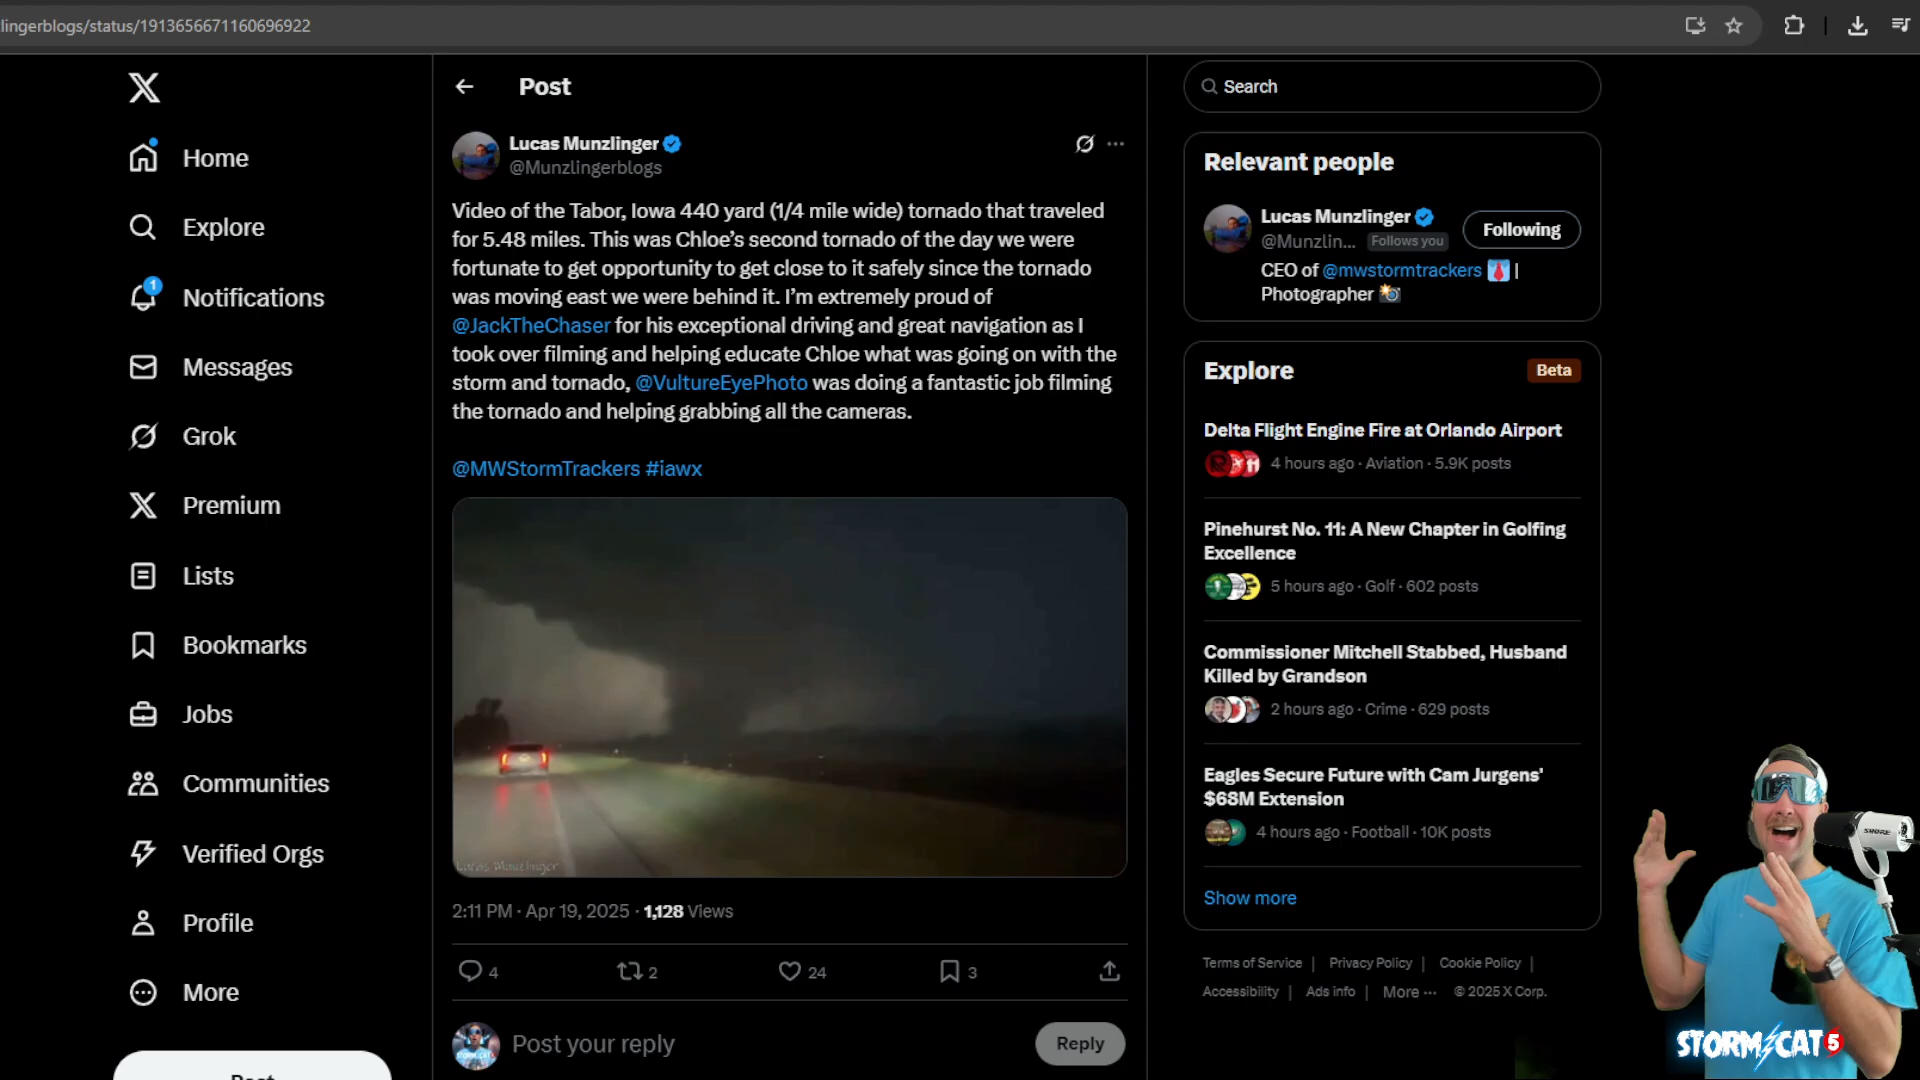 lingerblogs/status/1913656671160696922
Home
Explore
1
Notifications
Messages
Grok
Premium
Lists
Bookmarks
Jobs
Communities
Verified Orgs
Profile
More
Post
Post
Lucas Munzlinger
@Munzlingerblogs
Video of the Tabor, Iowa 440 yard (1/4 mile wide) tornado that traveled
for 5.48 miles. This was Chloe’s second tornado of the day we were
fortunate to get opportunity to get close to it safely since the tornado
was moving east we were behind it. I’m extremely proud of
@JackTheChaser for his exceptional driving and great navigation as I
took over filming and helping educate Chloe what was going on with the
storm and tornado, @VultureEyePhoto was doing a fantastic job filming
the tornado and helping grabbing all the cameras.
@MWStormTrackers #iawx
Lucas Munzlinger
2:11 PM · Apr 19, 2025 · 1,128 Views
4 2 24 3
Post your reply
Reply
Search
Relevant people
Lucas Munzlinger
@Munzlin... Follows you
Following
CEO of @mwstormtrackers |
Photographer
Explore
Beta
Delta Flight Engine Fire at Orlando Airport
4 hours ago · Aviation · 5.9K posts
Pinehurst No. 11: A New Chapter in Golfing
Excellence
5 hours ago · Golf · 602 posts
Commissioner Mitchell Stabbed, Husband
Killed by Grandson
2 hours ago · Crime · 629 posts
Eagles Secure Future with Cam Jurgens'
$68M Extension
4 hours ago · Football · 10K posts
Show more
Terms of Service | Privacy Policy | Cookie Policy |
Accessibility | Ads info | More ··· © 2025 X Corp.
SHURE
STORM CAT 5